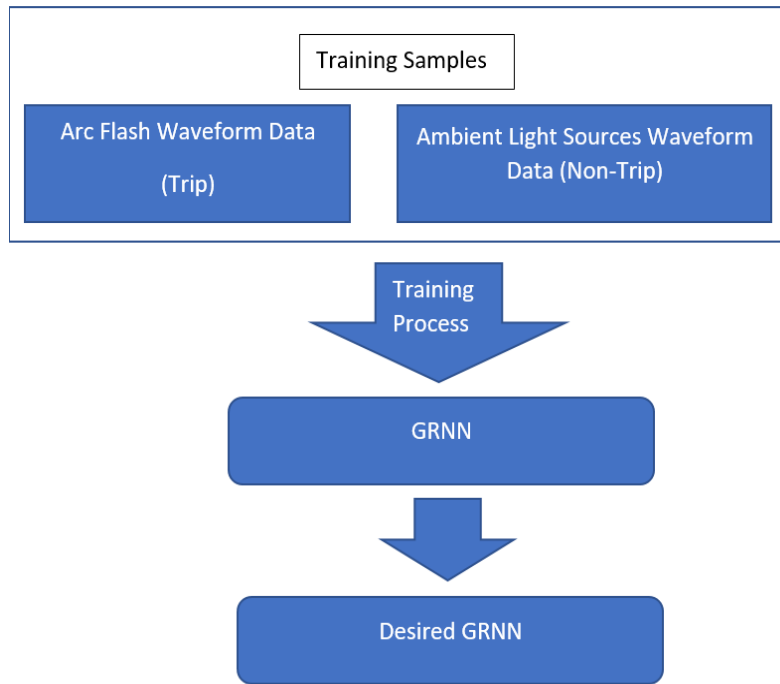 Training Samples
Arc Flash Waveform Data
(Trip)
Ambient Light Sources Waveform
Data (Non-Trip)
Training
Process
GRNN
Desired GRNN